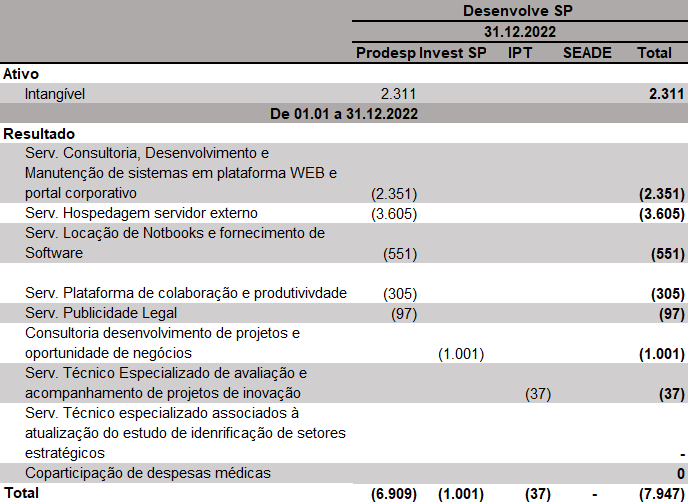 Desenvolve SP
31.12.2022
Prodesp Invest SP IPT SEADE Total
Ativo
Intangível 2.311 2.311
De 01.01 a 31.12.2022
Resultado
Serv. Consultoria, Desenvolvimento e
Manutenção de sistemas em plataforma WEB e
portal corporativo (2.351) (2.351)
Serv. Hospedagem servidor externo (3.605) (3.605)
Serv. Locação de Notbooks e fornecimento de
Software (551) (551)
Serv. Plataforma de colaboração e produtivivdade (305) (305)
Serv. Publicidade Legal (97) (97)
Consultoria desenvolvimento de projetos e
oportunidade de negócios (1.001) (1.001)
Serv. Técnico Especializado de avaliação e
acompanhamento de projetos de inovação (37) (37)
Serv. Técnico especializado associados à
atualização do estudo de idenrificação de setores
estratégicos -
Coparticipação de despesas médicas 0
Total (6.909) (1.001) (37) - (7.947)